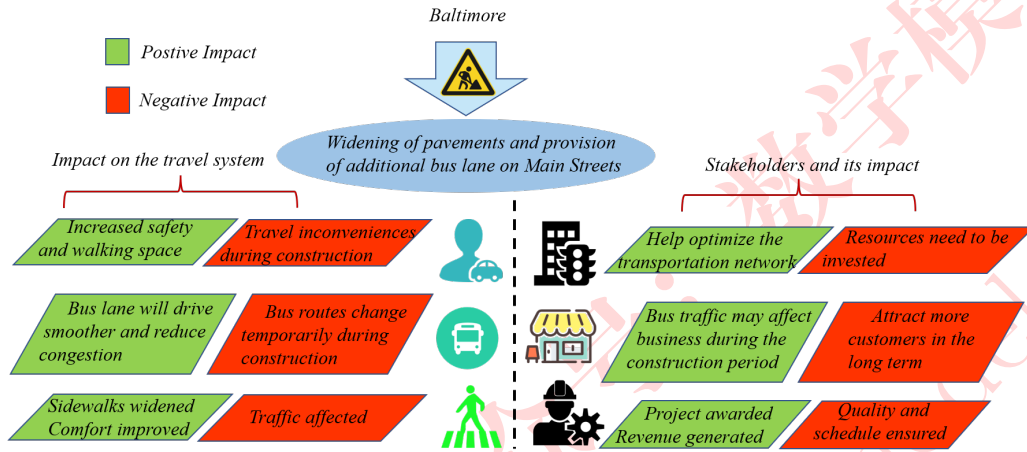 Baltimore
Postive Impact
Negative Impact
Widening of pavements and provision
of additional bus lane on Main Streets
Impact on the travel system
Increased safety
and walking space
Travel inconveniences
during construction
Bus lane will drive
smoother and reduce
congestion
Bus routes change
temporarily during
construction
Sidewalks widened
Comfort improved
Traffic affected
Stakeholders and its impact
Help optimize the
transportation network
Resources need to be
invested
Bus traffic may affect
business during the
construction period
Attract more
customers in the
long term
Project awarded
Revenue generated
Quality and
schedule ensured
数学模